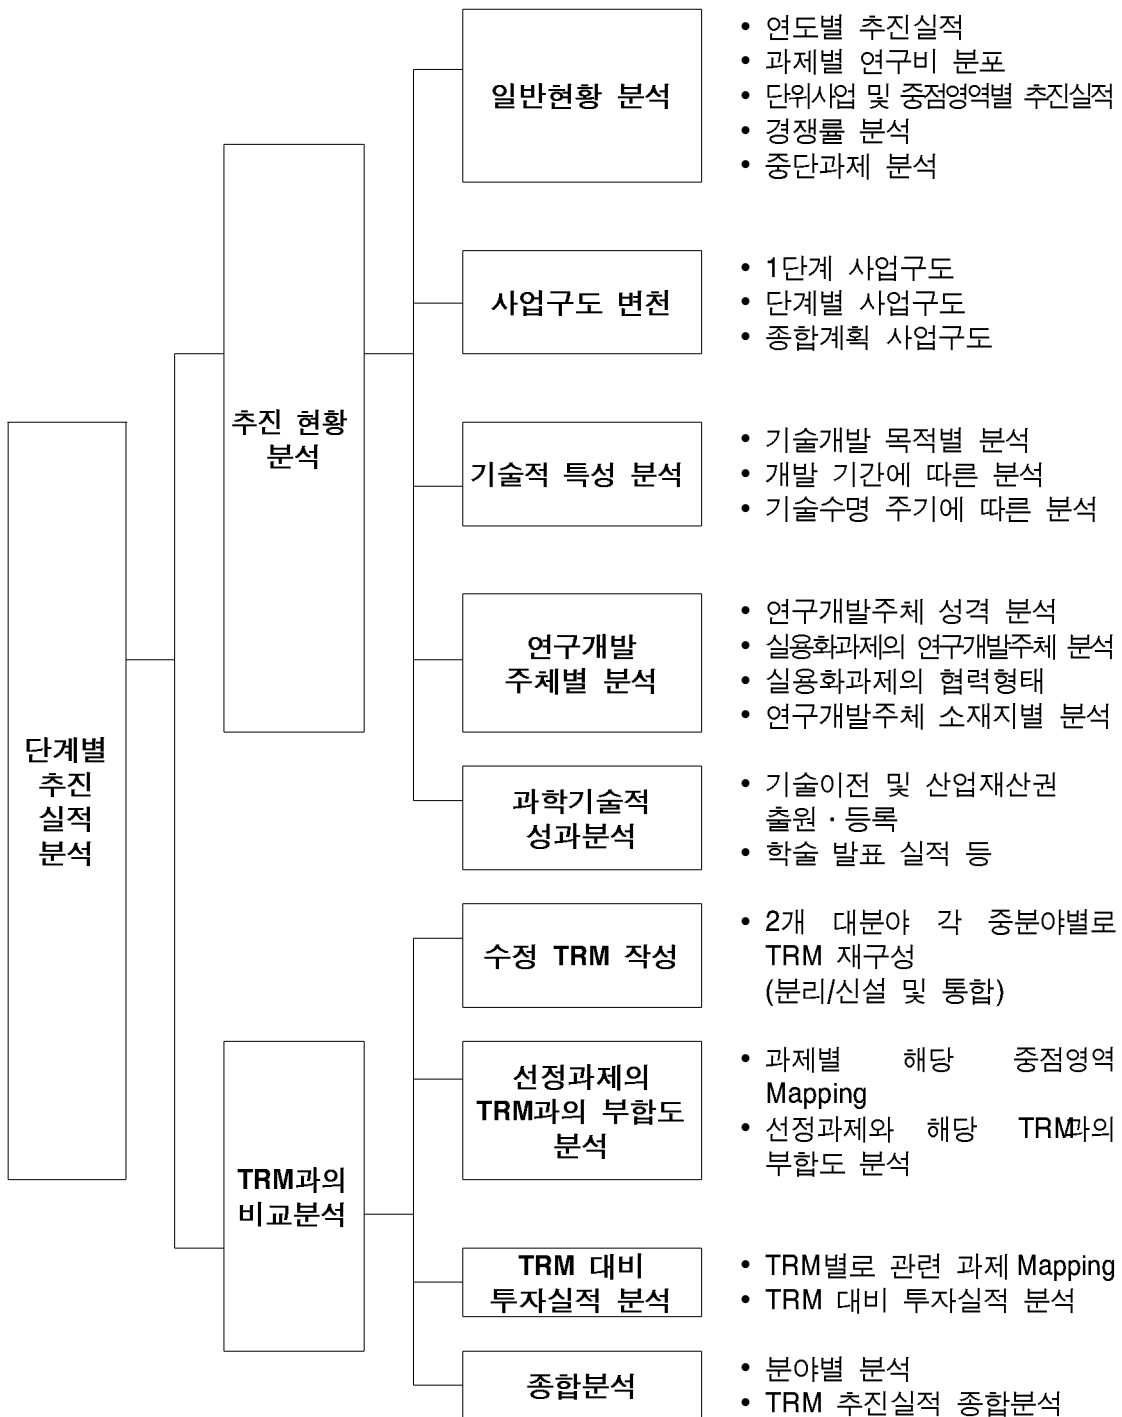 단계별
추진
실적
분석
추진 현황
분석
일반현황 분석
• 연도별 추진실적
• 과제별 연구비 분포
• 단위사업 및 중점영역별 추진실적
• 경쟁률 분석
• 중단과제 분석
사업구도 변천
• 1단계 사업구도
• 단계별 사업구도
• 종합계획 사업구도
기술적 특성 분석
• 기술개발 목적별 분석
• 개발 기간에 따른 분석
• 기술수명 주기에 따른 분석
연구개발
주체별 분석
• 연구개발주체 성격 분석
• 실용화과제의 연구개발주체 분석
• 실용화과제의 협력형태
• 연구개발주체 소재지별 분석
과학기술적
성과분석
• 기술이전 및 산업재산권
출원 · 등록
• 학술 발표 실적 등
TRM과의
비교분석
수정 TRM 작성
• 2개 대분야 각 중분야별로
TRM 재구성
(분리/신설 및 통합)
선정과제의
TRM과의 부합도
분석
• 과제별 해당 중점영역
Mapping
• 선정과제와 해당 TRM과의
부합도 분석
TRM 대비
투자실적 분석
• TRM별로 관련 과제 Mapping
• TRM 대비 투자실적 분석
종합분석
• 분야별 분석
• TRM 추진실적 종합분석